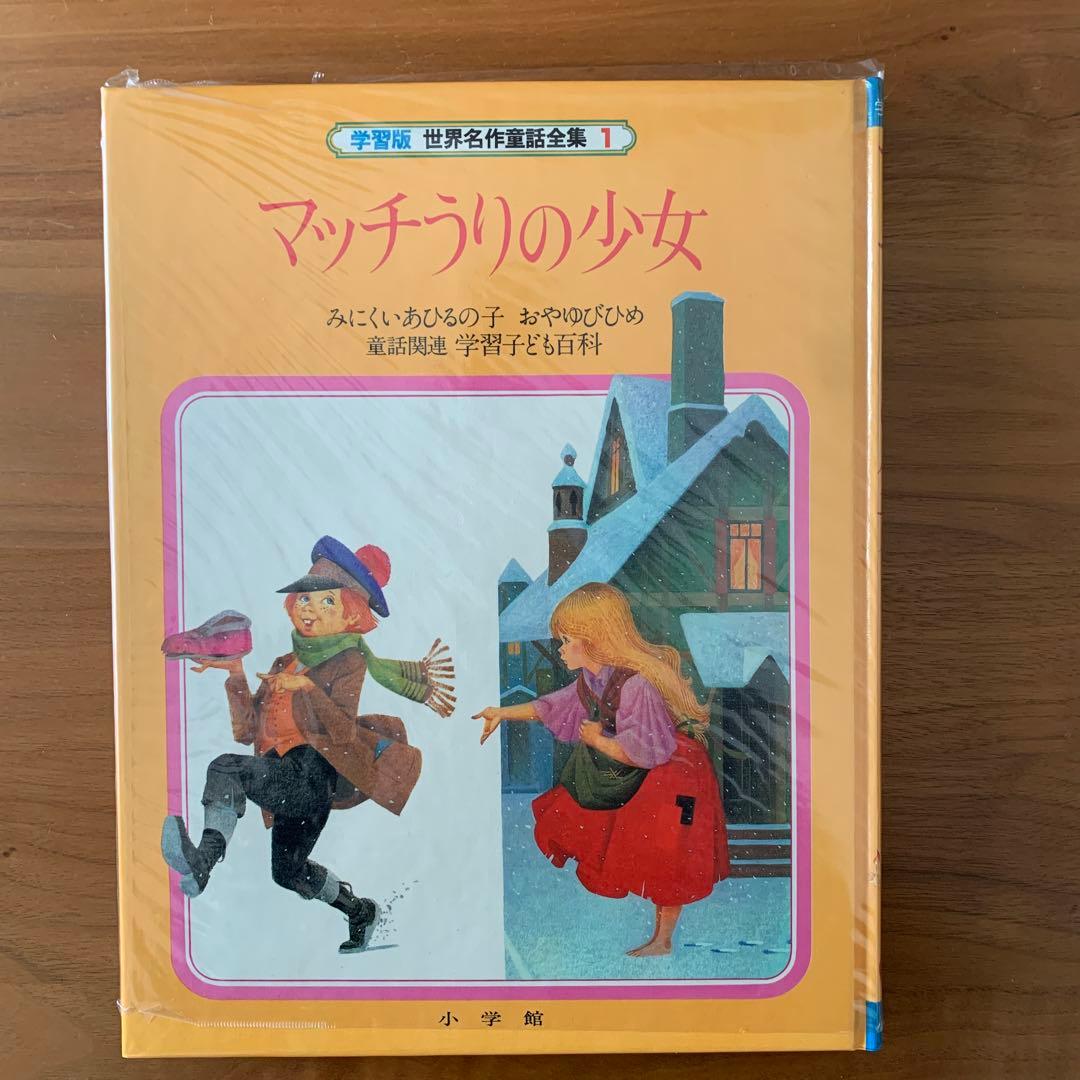 学習版 世界名作童話全集 1
マッチうりの少女
みにくいあひるの子 おやゆびひめ
童話関連 学習子ども百科
1
小学館